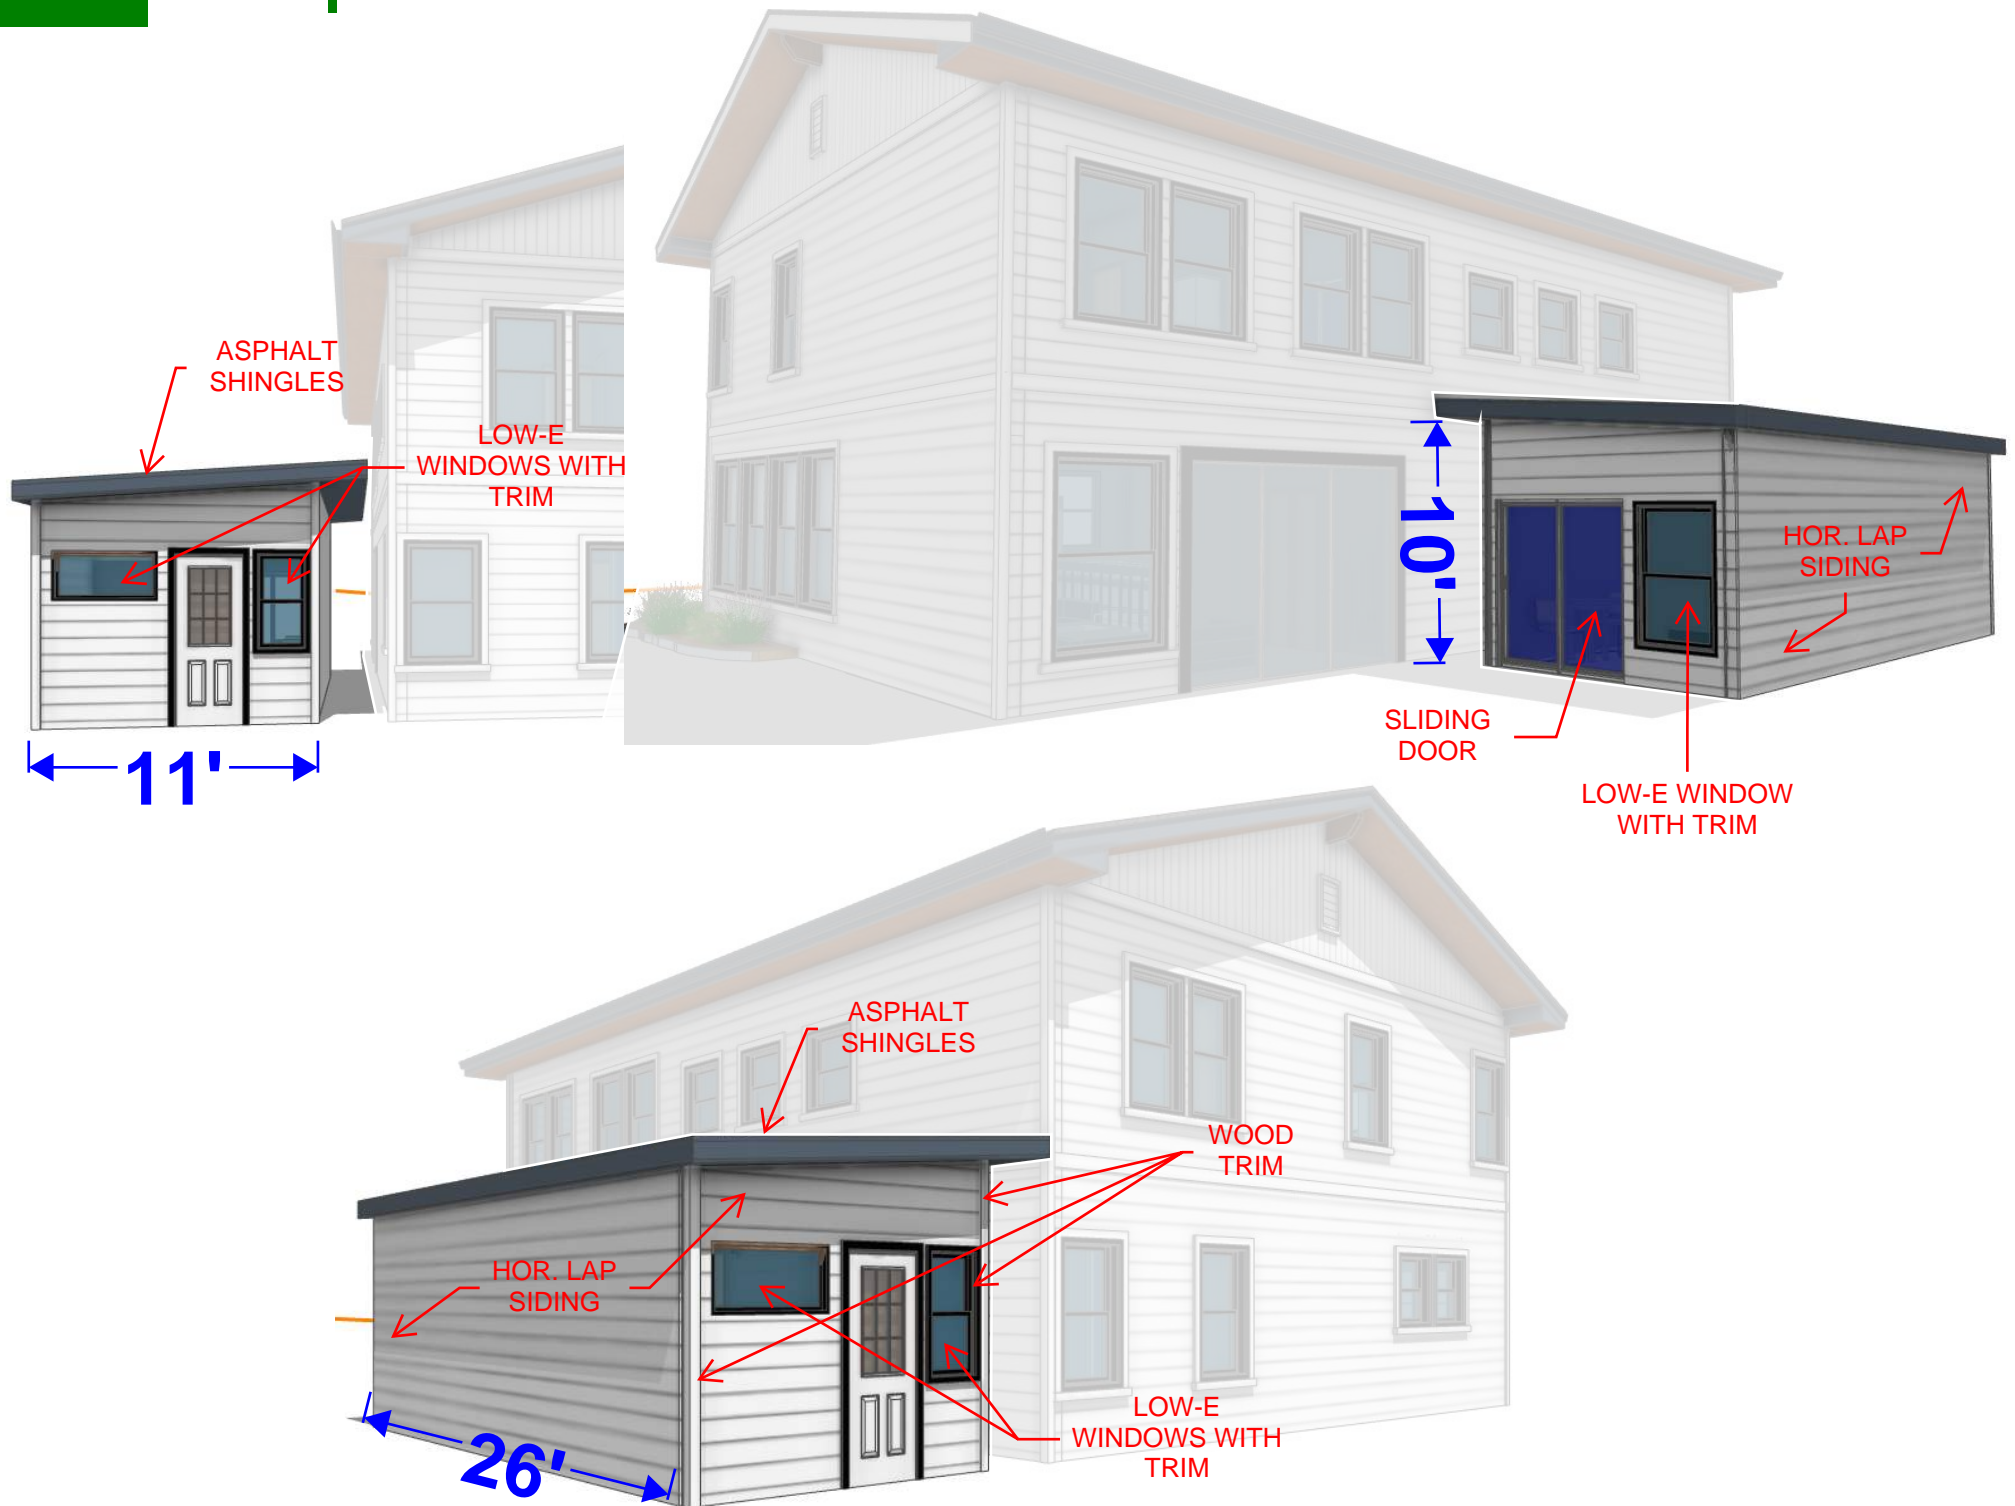 ASPHALT
SHINGLES
LOW-E
WINDOWS WITH
TRIM
11'
10'
HOR. LAP
SIDING
SLIDING
DOOR
LOW-E WINDOW
WITH TRIM
ASPHALT
SHINGLES
WOOD
TRIM
HOR. LAP
SIDING
LOW-E
WINDOWS WITH
TRIM
26'